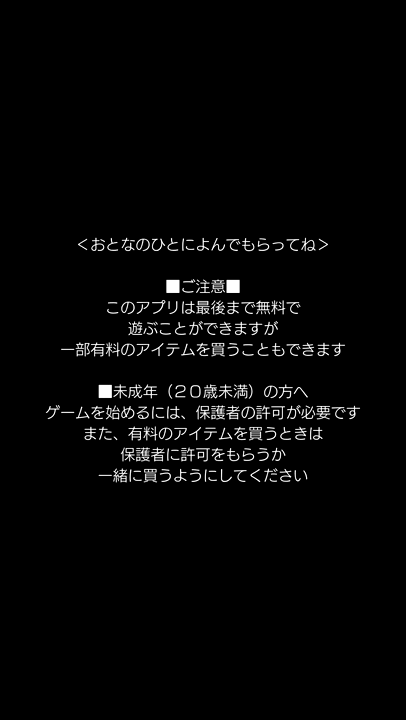 ＜おとなのひとによんでもらってね＞
■ご注意■
このアプリは最後まで無料で
遊ぶことができますが
一部有料のアイテムを買うこともできます
■未成年（２０歳未満）の方へ
ゲームを始めるには、保護者の許可が必要です
また、有料のアイテムを買うときは
保護者に許可をもらうか
一緒に買うようにしてください